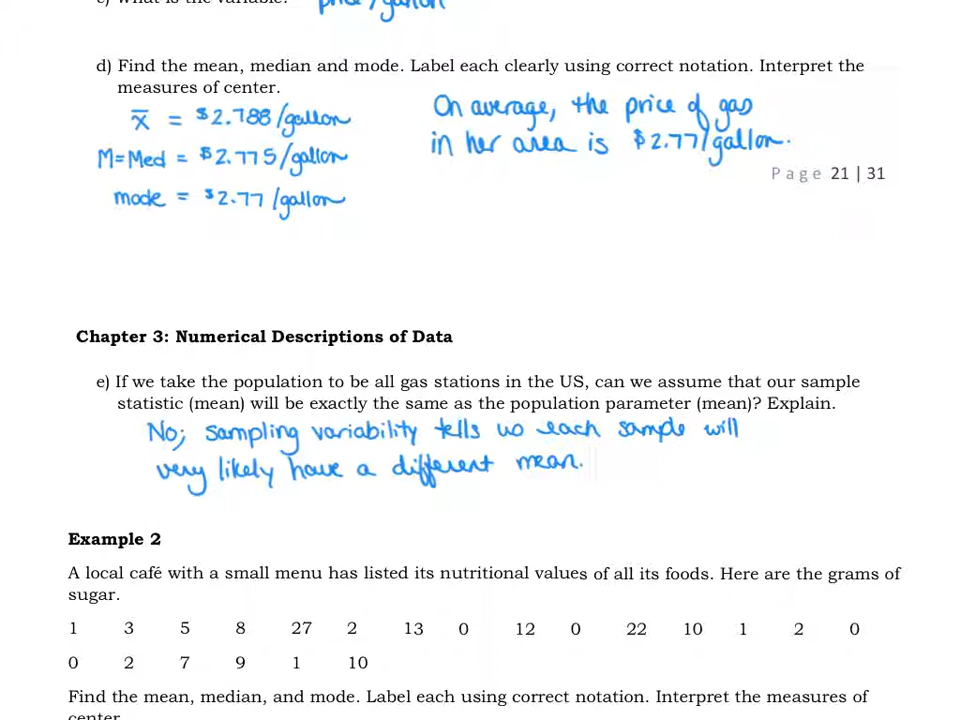 c) What is the variable? price/gallon
d) Find the mean, median and mode. Label each clearly using correct notation. Interpret the
measures of center.
x̄ = $2.788/gallon
M=Med = $2.775/gallon
mode = $2.77/gallon
On average, the price of gas
in her area is $2.77/gallon.
Page 21 | 31
Chapter 3: Numerical Descriptions of Data
e) If we take the population to be all gas stations in the US, can we assume that our sample
statistic (mean) will be exactly the same as the population parameter (mean)? Explain.
No; sampling variability tells us each sample will
very likely have a different mean.
Example 2
A local café with a small menu has listed its nutritional values of all its foods. Here are the grams of
sugar.
1 3 5 8 27 2 13 0 12 0 22 10 1 2 0
0 2 7 9 1 10
Find the mean, median, and mode. Label each using correct notation. Interpret the measures of
center.